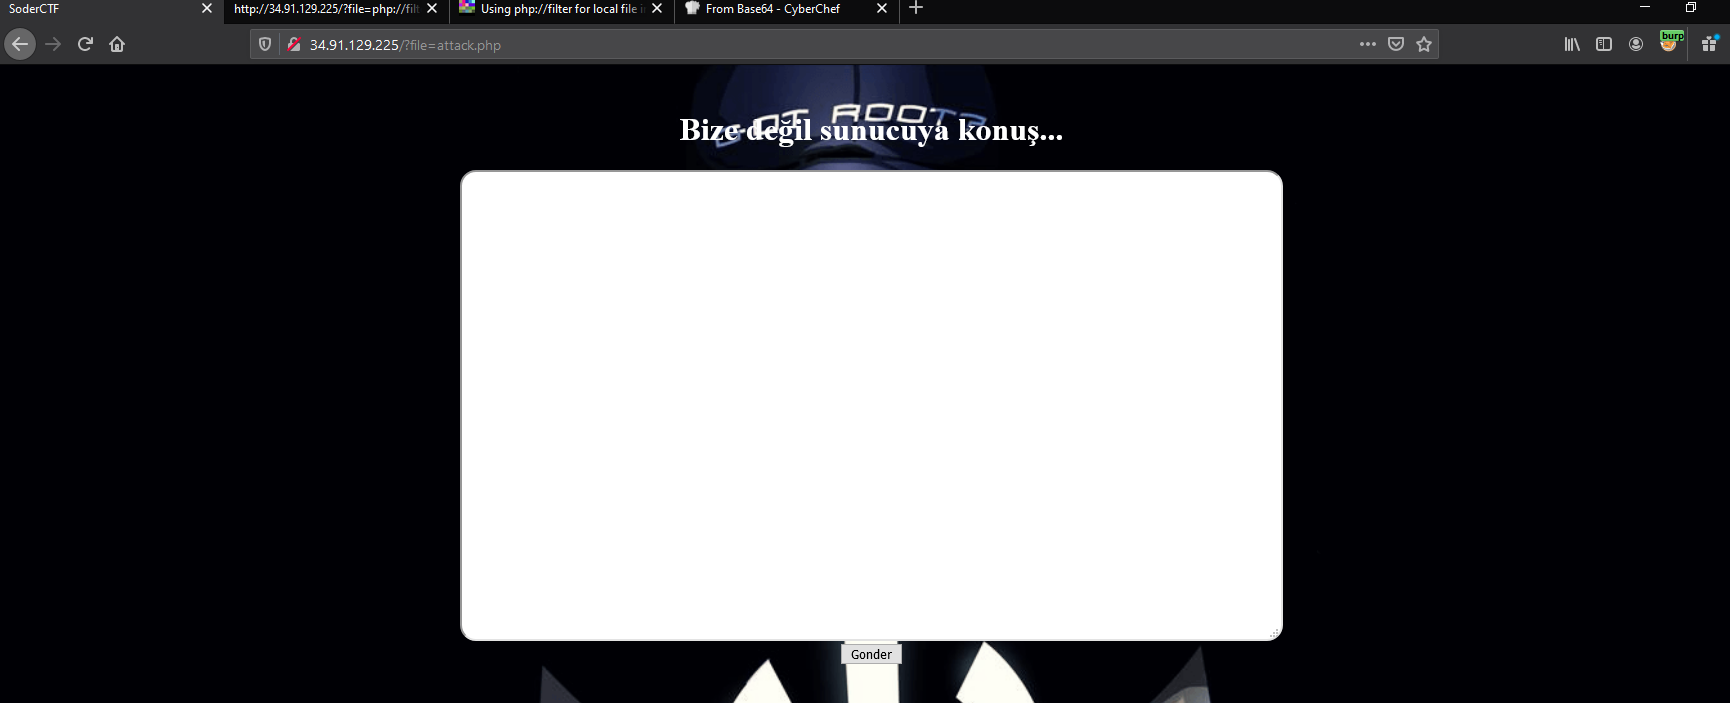 SoderCTF
http://34.91.129.225/?file=php://filt
Using php://filter for local file i
From Base64 - CyberChef
34.91.129.225/?file=attack.php
burp
GOT ROOT?
Bize değil sunucuya konuş...
Gonder